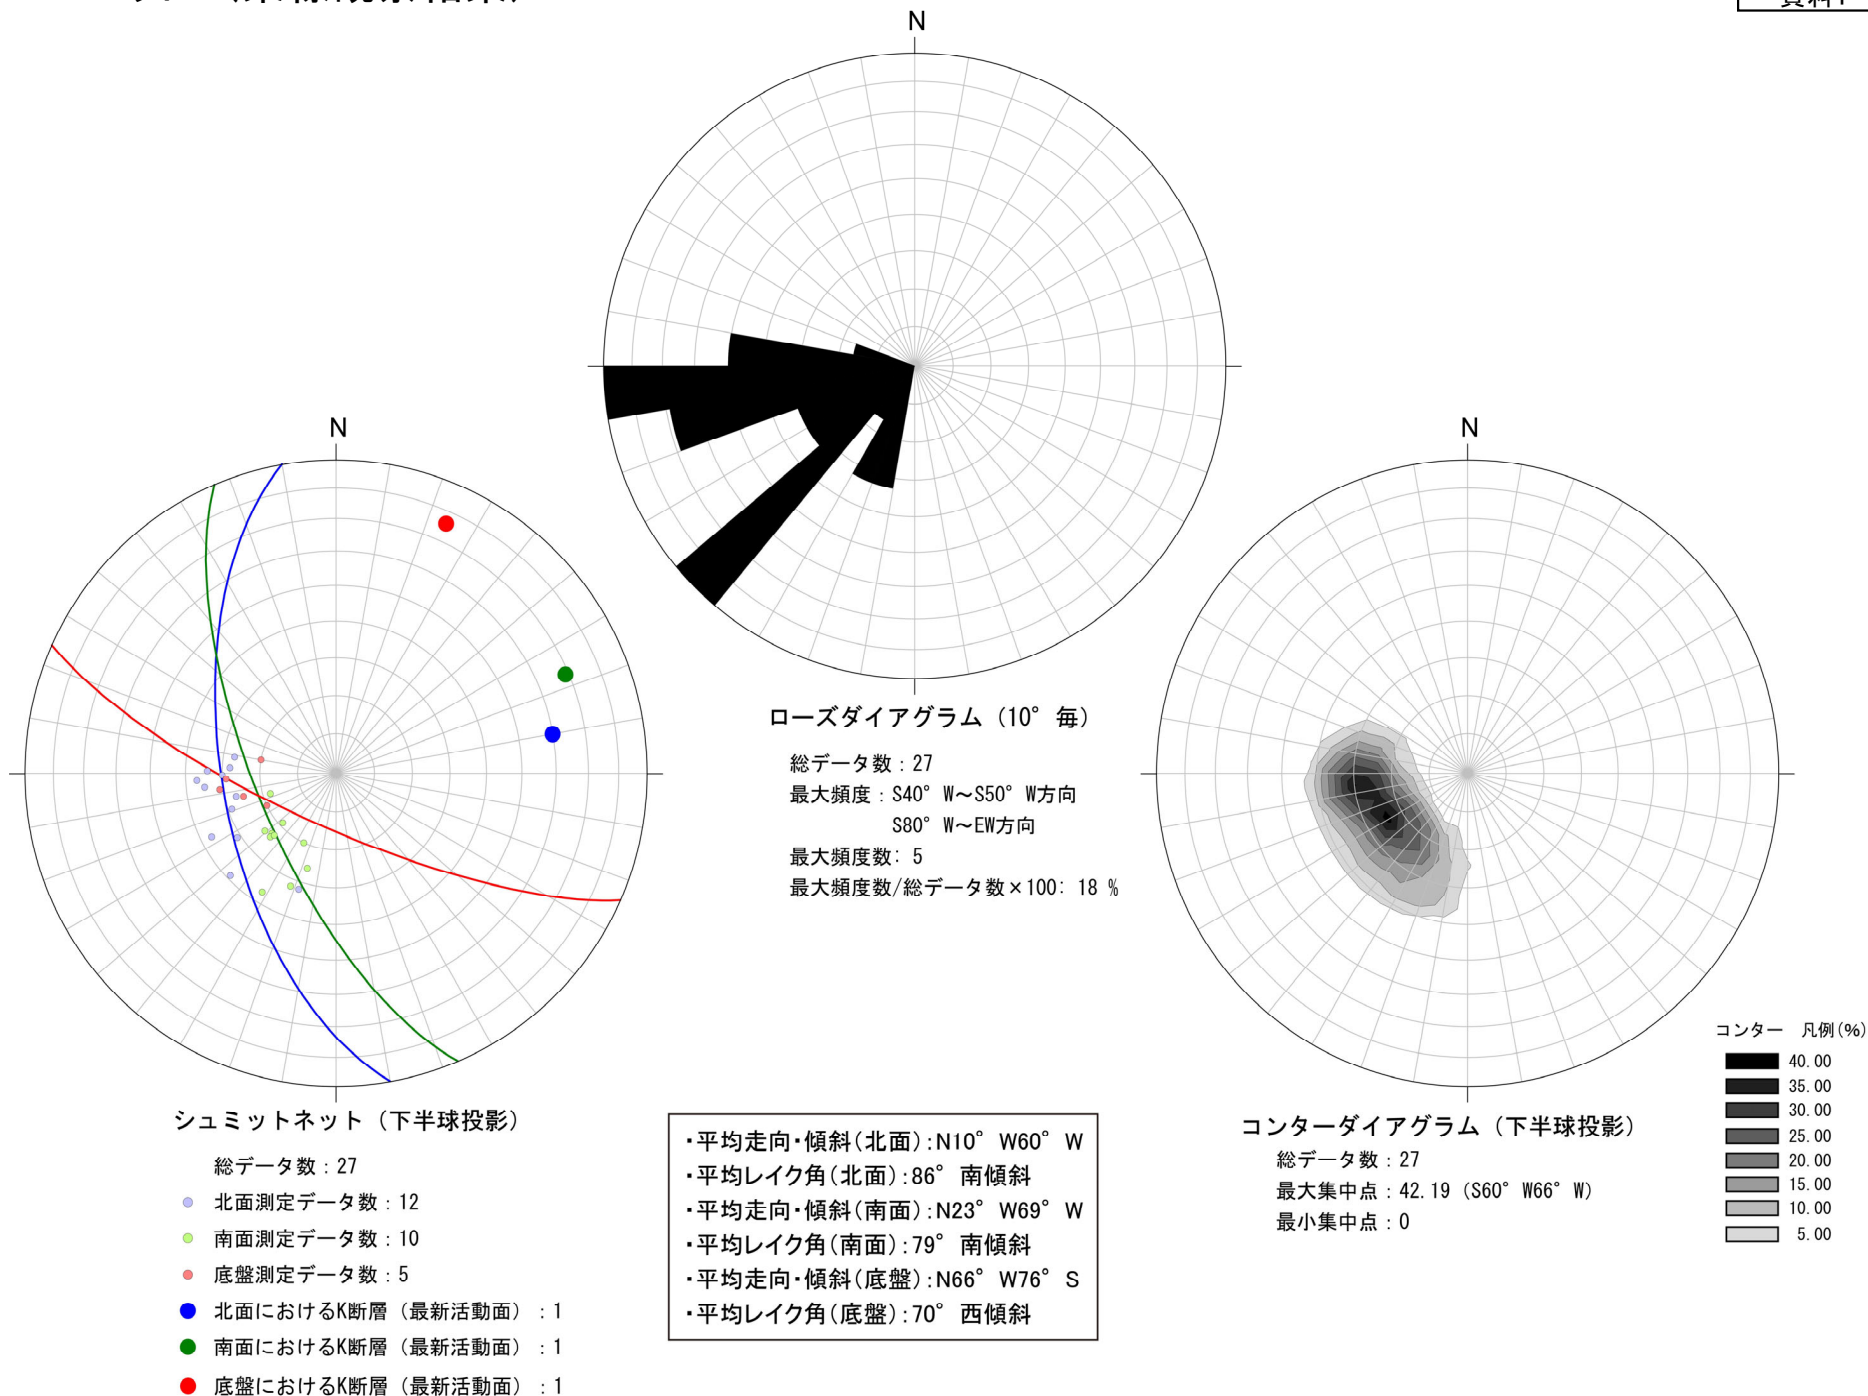 資料1
N
ローズダイアグラム（10°毎）
総データ数：27
最大頻度：S40°W～S50°W方向
S80°W～EW方向
最大頻度数：5
最大頻度数/総データ数×100：18 %
N
シュミットネット（下半球投影）
総データ数：27
北面測定データ数：12
南面測定データ数：10
底盤測定データ数：5
北面におけるK断層（最新活動面）：1
南面におけるK断層（最新活動面）：1
底盤におけるK断層（最新活動面）：1
・平均走向・傾斜(北面):N10°W60°W
・平均レイク角(北面):86°南傾斜
・平均走向・傾斜(南面):N23°W69°W
・平均レイク角(南面):79°南傾斜
・平均走向・傾斜(底盤):N66°W76°S
・平均レイク角(底盤):70°西傾斜
N
コンターダイアグラム（下半球投影）
総データ数：27
最大集中点：42.19（S60°W66°W）
最小集中点：0
コンター　凡例(%)
40.00
35.00
30.00
25.00
20.00
15.00
10.00
5.00